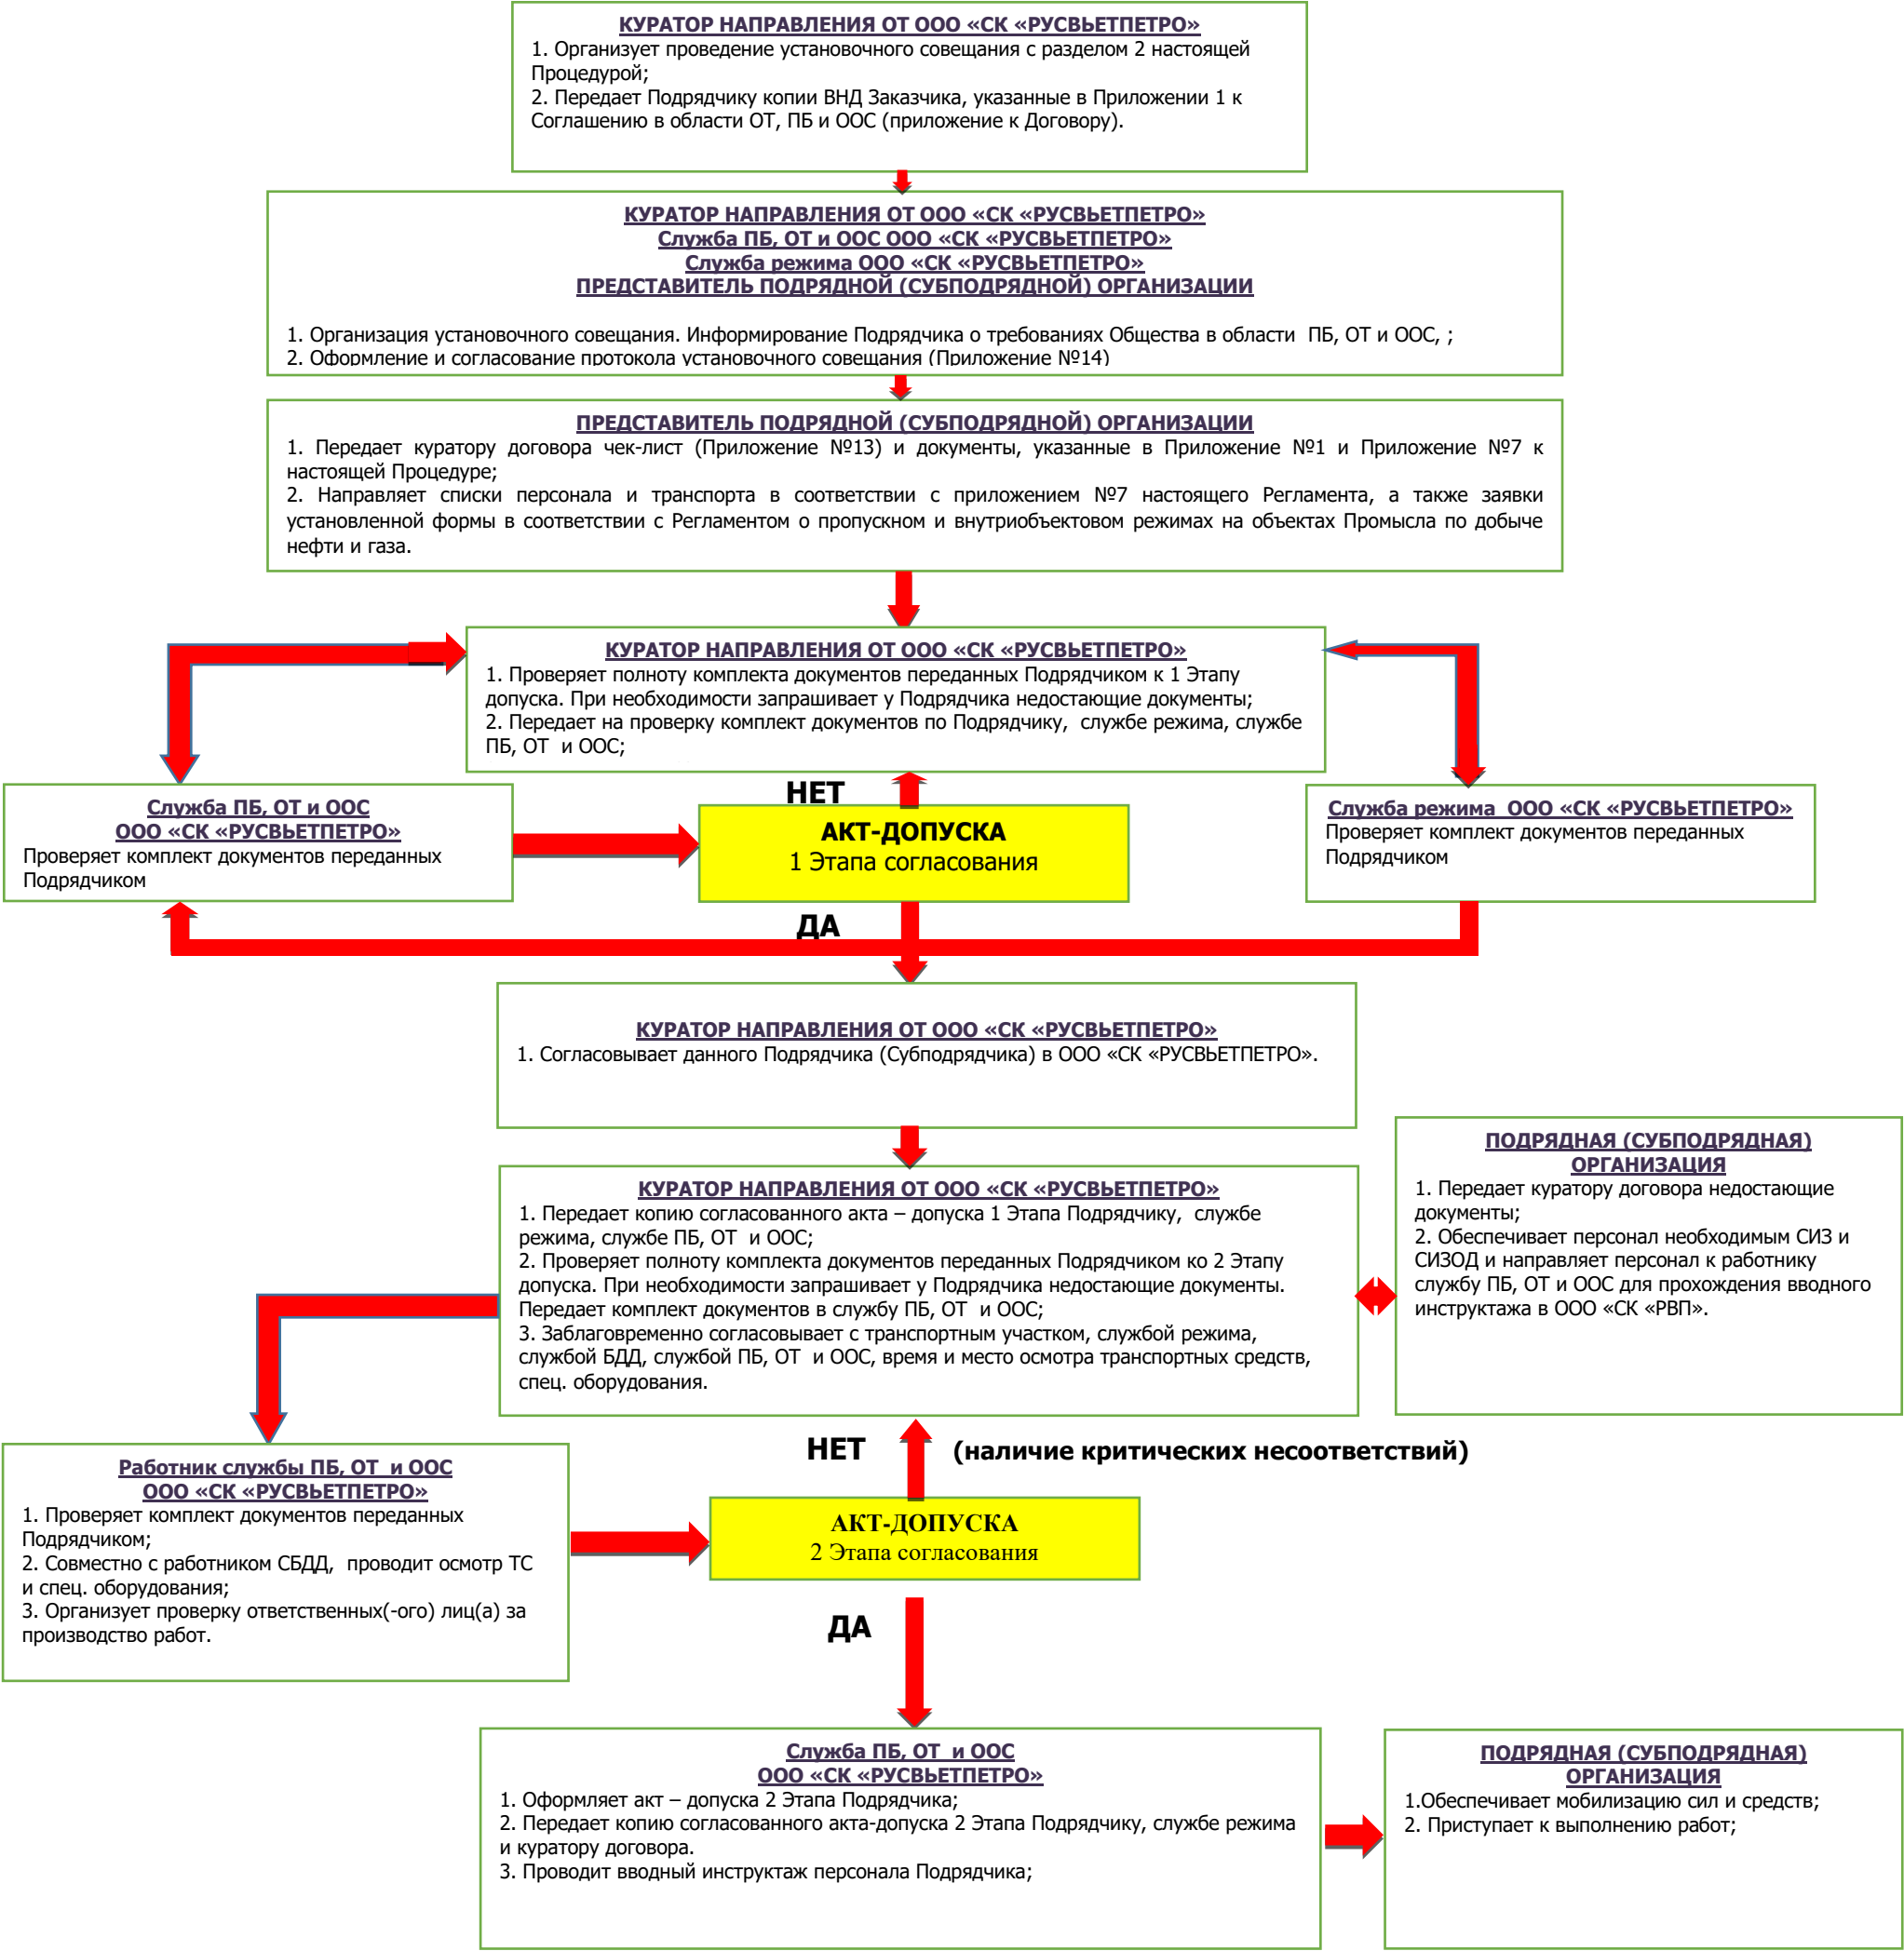 КУРАТОР НАПРАВЛЕНИЯ ОТ ООО «СК «РУСВЬЕТПЕТРО»
1. Организует проведение установочного совещания с разделом 2 настоящей
Процедурой;
2. Передает Подрядчику копии ВНД Заказчика, указанные в Приложении 1 к
Соглашению в области ОТ, ПБ и ООС (приложение к Договору).
КУРАТОР НАПРАВЛЕНИЯ ОТ ООО «СК «РУСВЬЕТПЕТРО»
Служба ПБ, ОТ и ООС ООО «СК «РУСВЬЕТПЕТРО»
Служба режима ООО «СК «РУСВЬЕТПЕТРО»
ПРЕДСТАВИТЕЛЬ ПОДРЯДНОЙ (СУБПОДРЯДНОЙ) ОРГАНИЗАЦИИ
1. Организация установочного совещания. Информирование Подрядчика о требованиях Общества в области ПБ, ОТ и ООС, ;
2. Оформление и согласование протокола установочного совещания (Приложение №14)
ПРЕДСТАВИТЕЛЬ ПОДРЯДНОЙ (СУБПОДРЯДНОЙ) ОРГАНИЗАЦИИ
1. Передает куратору договора чек-лист (Приложение №13) и документы, указанные в Приложение №1 и Приложение №7 к
настоящей Процедуре;
2. Направляет списки персонала и транспорта в соответствии с приложением №7 настоящего Регламента, а также заявки
установленной формы в соответствии с Регламентом о пропускном и внутриобъектовом режимах на объектах Промысла по добыче
нефти и газа.
КУРАТОР НАПРАВЛЕНИЯ ОТ ООО «СК «РУСВЬЕТПЕТРО»
1. Проверяет полноту комплекта документов переданных Подрядчиком к 1 Этапу
допуска. При необходимости запрашивает у Подрядчика недостающие документы;
2. Передает на проверку комплект документов по Подрядчику, службе режима, службе
ПБ, ОТ и ООС;
НЕТ
Служба ПБ, ОТ и ООС
ООО «СК «РУСВЬЕТПЕТРО»
Проверяет комплект документов переданных
Подрядчиком
АКТ-ДОПУСКА
1 Этапа согласования
Служба режима ООО «СК «РУСВЬЕТПЕТРО»
Проверяет комплект документов переданных
Подрядчиком
ДА
КУРАТОР НАПРАВЛЕНИЯ ОТ ООО «СК «РУСВЬЕТПЕТРО»
1. Согласовывает данного Подрядчика (Субподрядчика) в ООО «СК «РУСВЬЕТПЕТРО».
КУРАТОР НАПРАВЛЕНИЯ ОТ ООО «СК «РУСВЬЕТПЕТРО»
1. Передает копию согласованного акта – допуска 1 Этапа Подрядчику, службе
режима, службе ПБ, ОТ и ООС;
2. Проверяет полноту комплекта документов переданных Подрядчиком ко 2 Этапу
допуска. При необходимости запрашивает у Подрядчика недостающие документы.
Передает комплект документов в службу ПБ, ОТ и ООС;
3. Заблаговременно согласовывает с транспортным участком, службой режима,
службой БДД, службой ПБ, ОТ и ООС, время и место осмотра транспортных средств,
спец. оборудования.
ПОДРЯДНАЯ (СУБПОДРЯДНАЯ)
ОРГАНИЗАЦИЯ
1. Передает куратору договора недостающие
документы;
2. Обеспечивает персонал необходимым СИЗ и
СИЗОД и направляет персонал к работнику
службу ПБ, ОТ и ООС для прохождения вводного
инструктажа в ООО «СК «РВП».
НЕТ (наличие критических несоответствий)
Работник службы ПБ, ОТ и ООС
ООО «СК «РУСВЬЕТПЕТРО»
1. Проверяет комплект документов переданных
Подрядчиком;
2. Совместно с работником СБДД, проводит осмотр ТС
и спец. оборудования;
3. Организует проверку ответственных(-ого) лиц(а) за
производство работ.
АКТ-ДОПУСКА
2 Этапа согласования
ДА
Служба ПБ, ОТ и ООС
ООО «СК «РУСВЬЕТПЕТРО»
1. Оформляет акт – допуска 2 Этапа Подрядчика;
2. Передает копию согласованного акта-допуска 2 Этапа Подрядчику, службе режима
и куратору договора.
3. Проводит вводный инструктаж персонала Подрядчика;
ПОДРЯДНАЯ (СУБПОДРЯДНАЯ)
ОРГАНИЗАЦИЯ
1.Обеспечивает мобилизацию сил и средств;
2. Приступает к выполнению работ;